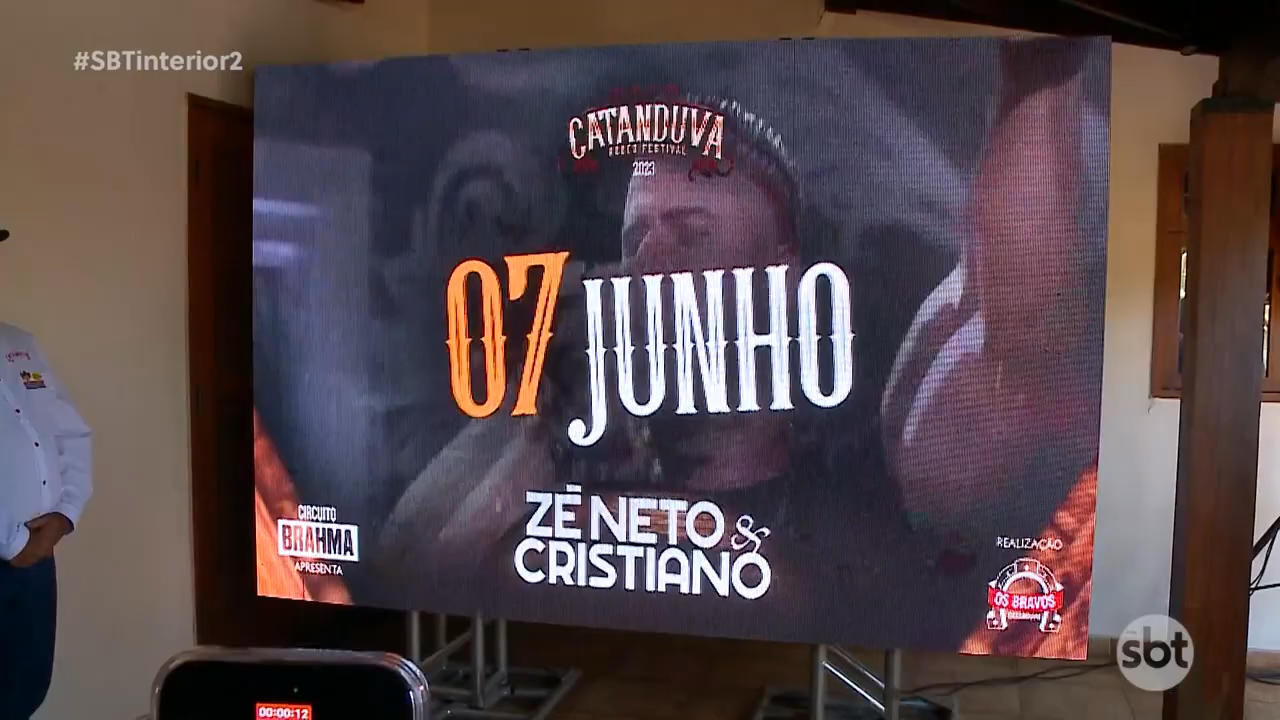 #SBTinterior2
CATANDUVA
RODEO FESTIVAL
2023
07 JUNHO
ZÉ NETO &
CRISTIANO
CIRCUITO
BRAHMA
APRESENTA
REALIZAÇÃO
OS BRAVOS
sbt
00:00:12